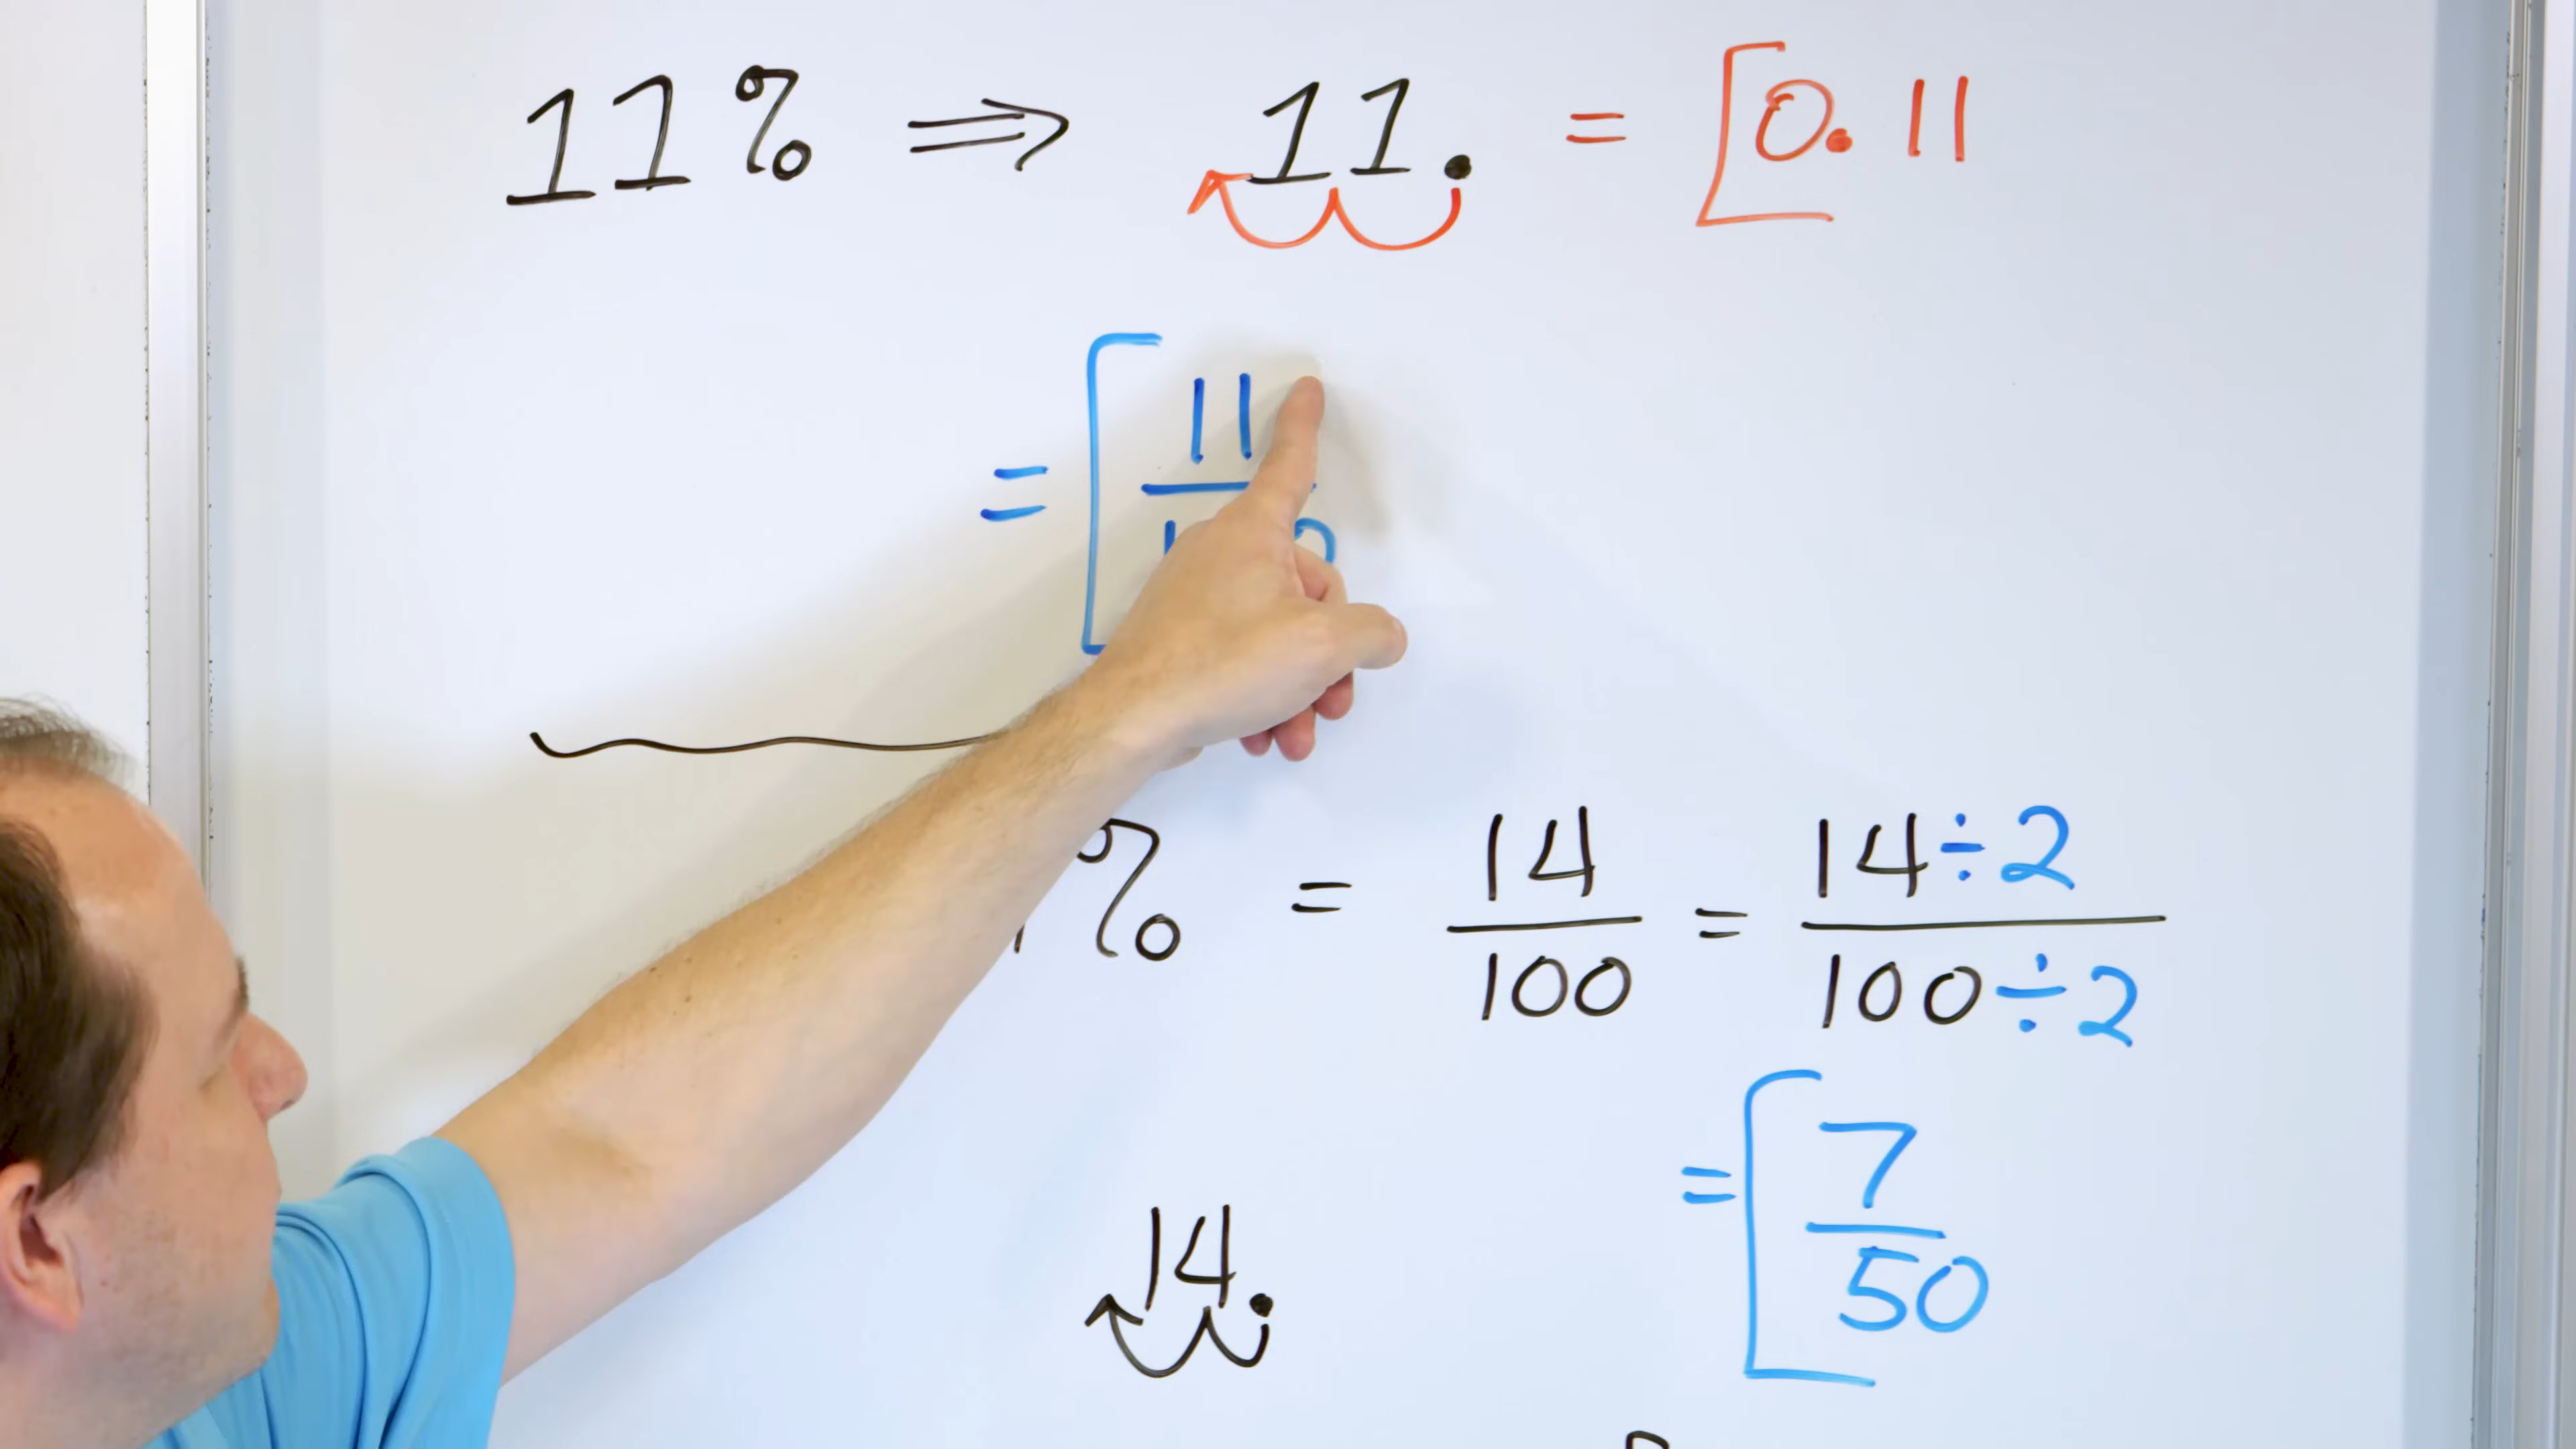 11% ⇒ 11. = [0.11
= [11
% = 14/100 = 14÷2/100÷2
= [7/50
14.